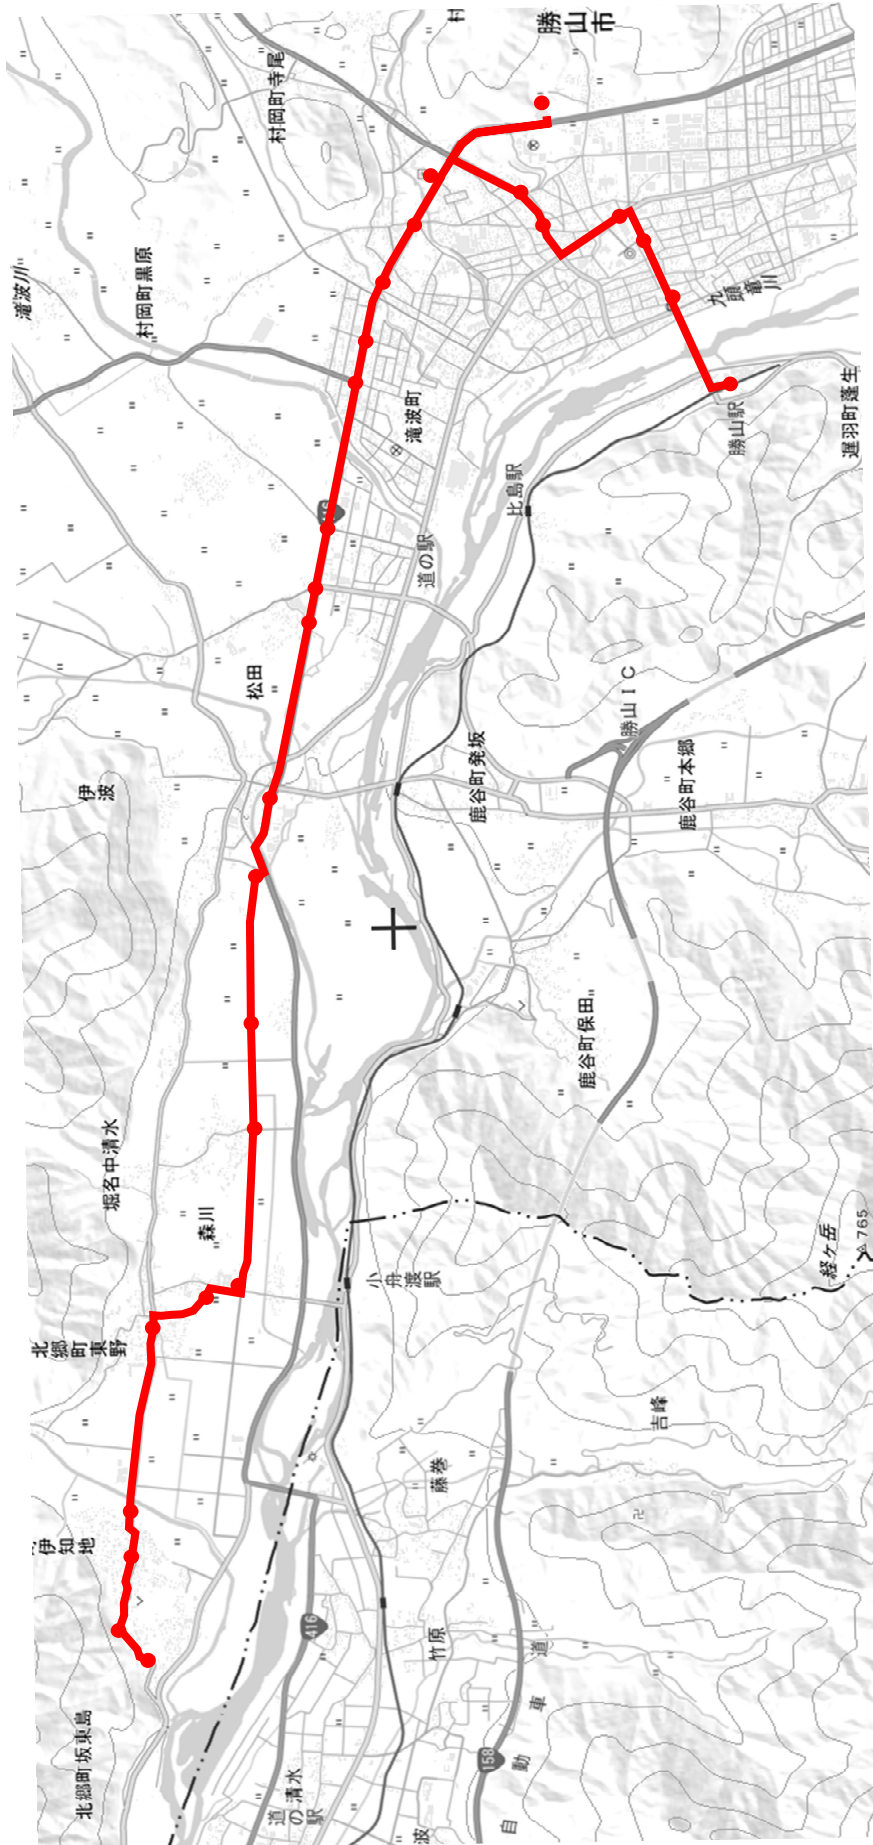 勝山市
村
村岡町寺尾
滝波川
村岡町黒原
九頭竜川
滝波町
勝山駅
遅羽町蓬生
比島駅
道の駅
松田
勝山IC
鹿谷町発坂
鹿谷町本郷
伊波
鹿谷町保田
堀名中清水
森川
小舟渡駅
経ヶ岳
765
北郷町東野
吉峰
藤巻
伊知地
416
竹原
北郷町坂東島
道の駅
清水
158
自動車道
波